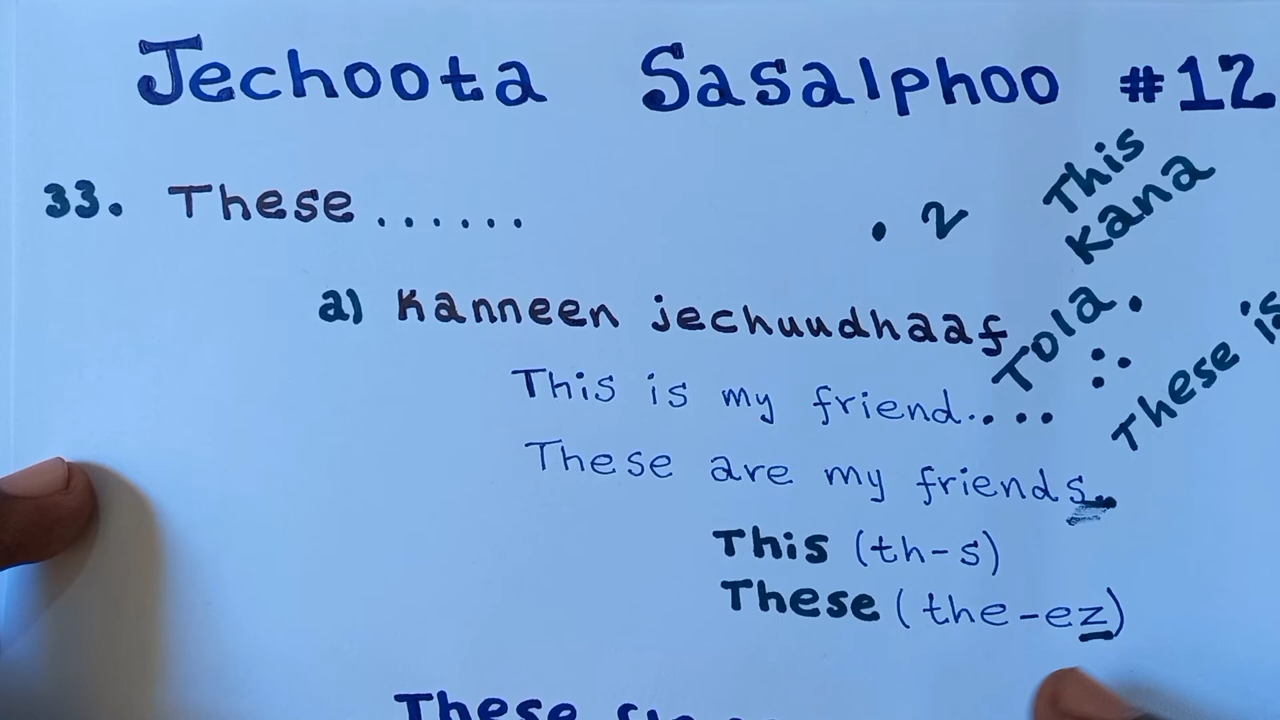 Jechoota Sasalphoo #12
33. These ......
. 2
This
Kana
a) Kanneen jechuudhaaf
Tola.
These is
This is my friend....
These are my friends
This (th-s)
These (the-ez)
These